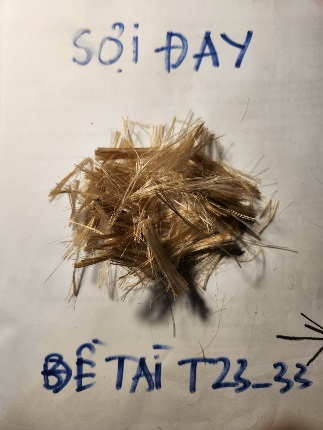 SỢI ĐAY
ĐỀ TÀI T23_33